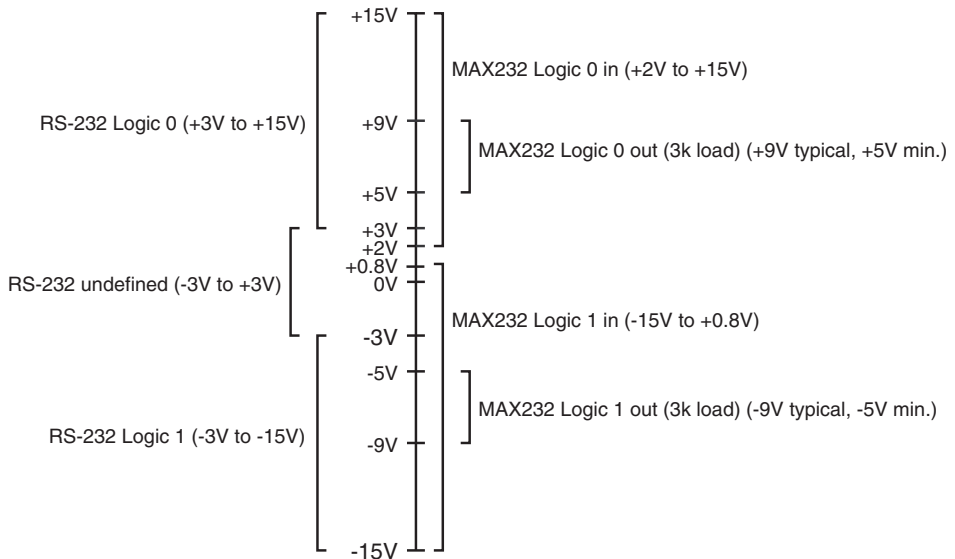 +15V
MAX232 Logic 0 in (+2V to +15V)
RS-232 Logic 0 (+3V to +15V)
+9V
MAX232 Logic 0 out (3k load) (+9V typical, +5V min.)
+5V
+3V
+2V
+0.8V
0V
RS-232 undefined (-3V to +3V)
MAX232 Logic 1 in (-15V to +0.8V)
-3V
-5V
MAX232 Logic 1 out (3k load) (-9V typical, -5V min.)
RS-232 Logic 1 (-3V to -15V)
-9V
-15V